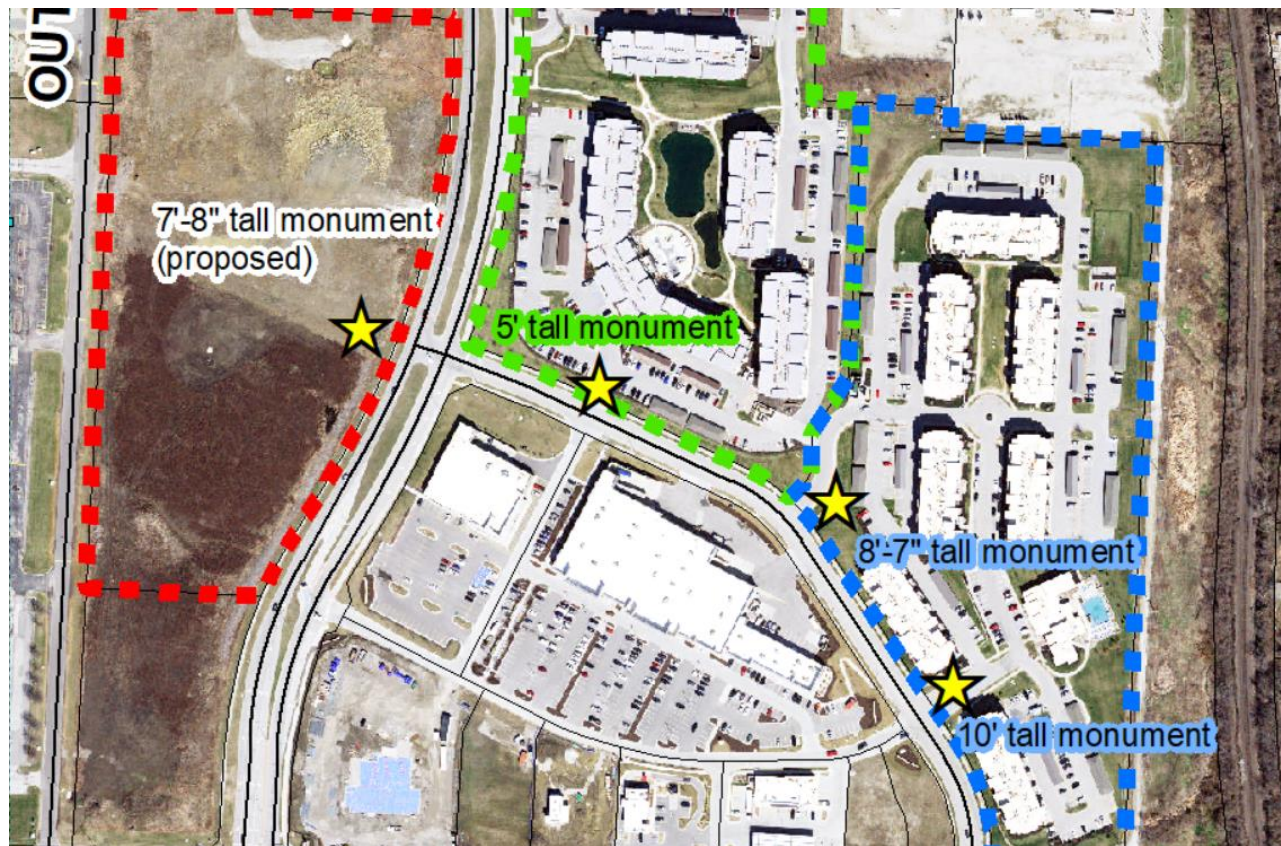 OUT
7'-8" tall monument
(proposed)
5' tall monument
8'-7" tall monument
10' tall monument